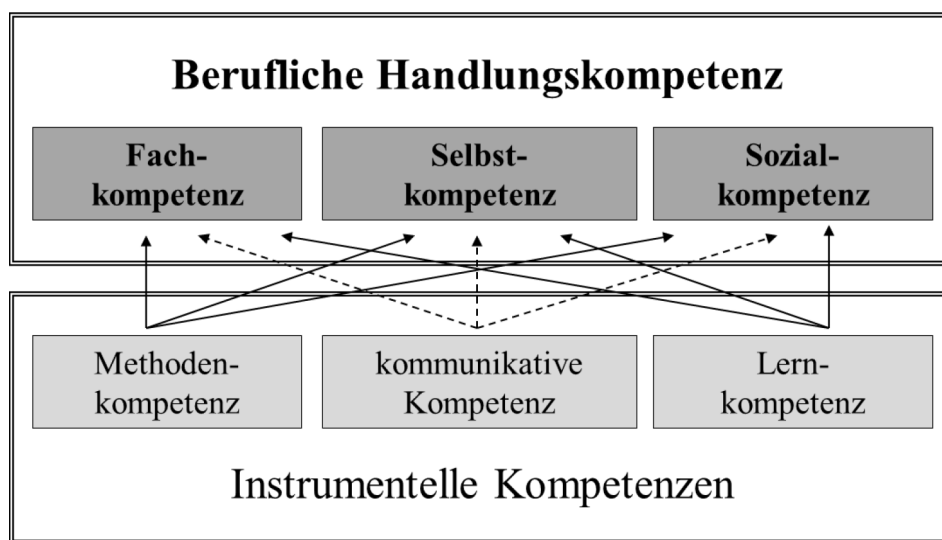 Berufliche Handlungskompetenz
Fach-
kompetenz
Selbst-
kompetenz
Sozial-
kompetenz
Methoden-
kompetenz
kommunikative
Kompetenz
Lern-
kompetenz
Instrumentelle Kompetenzen